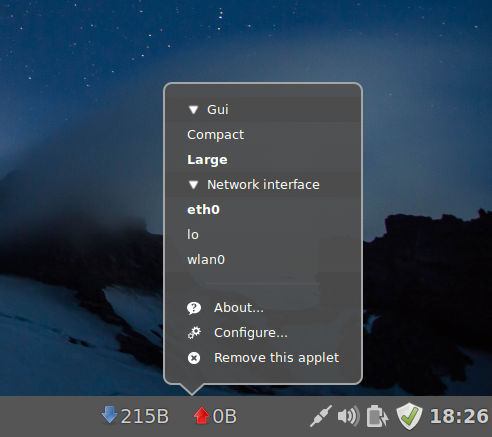 Gui
Compact
Large
Network interface
eth0
lo
wlan0
About...
Configure...
Remove this applet
215B 0B 18:26